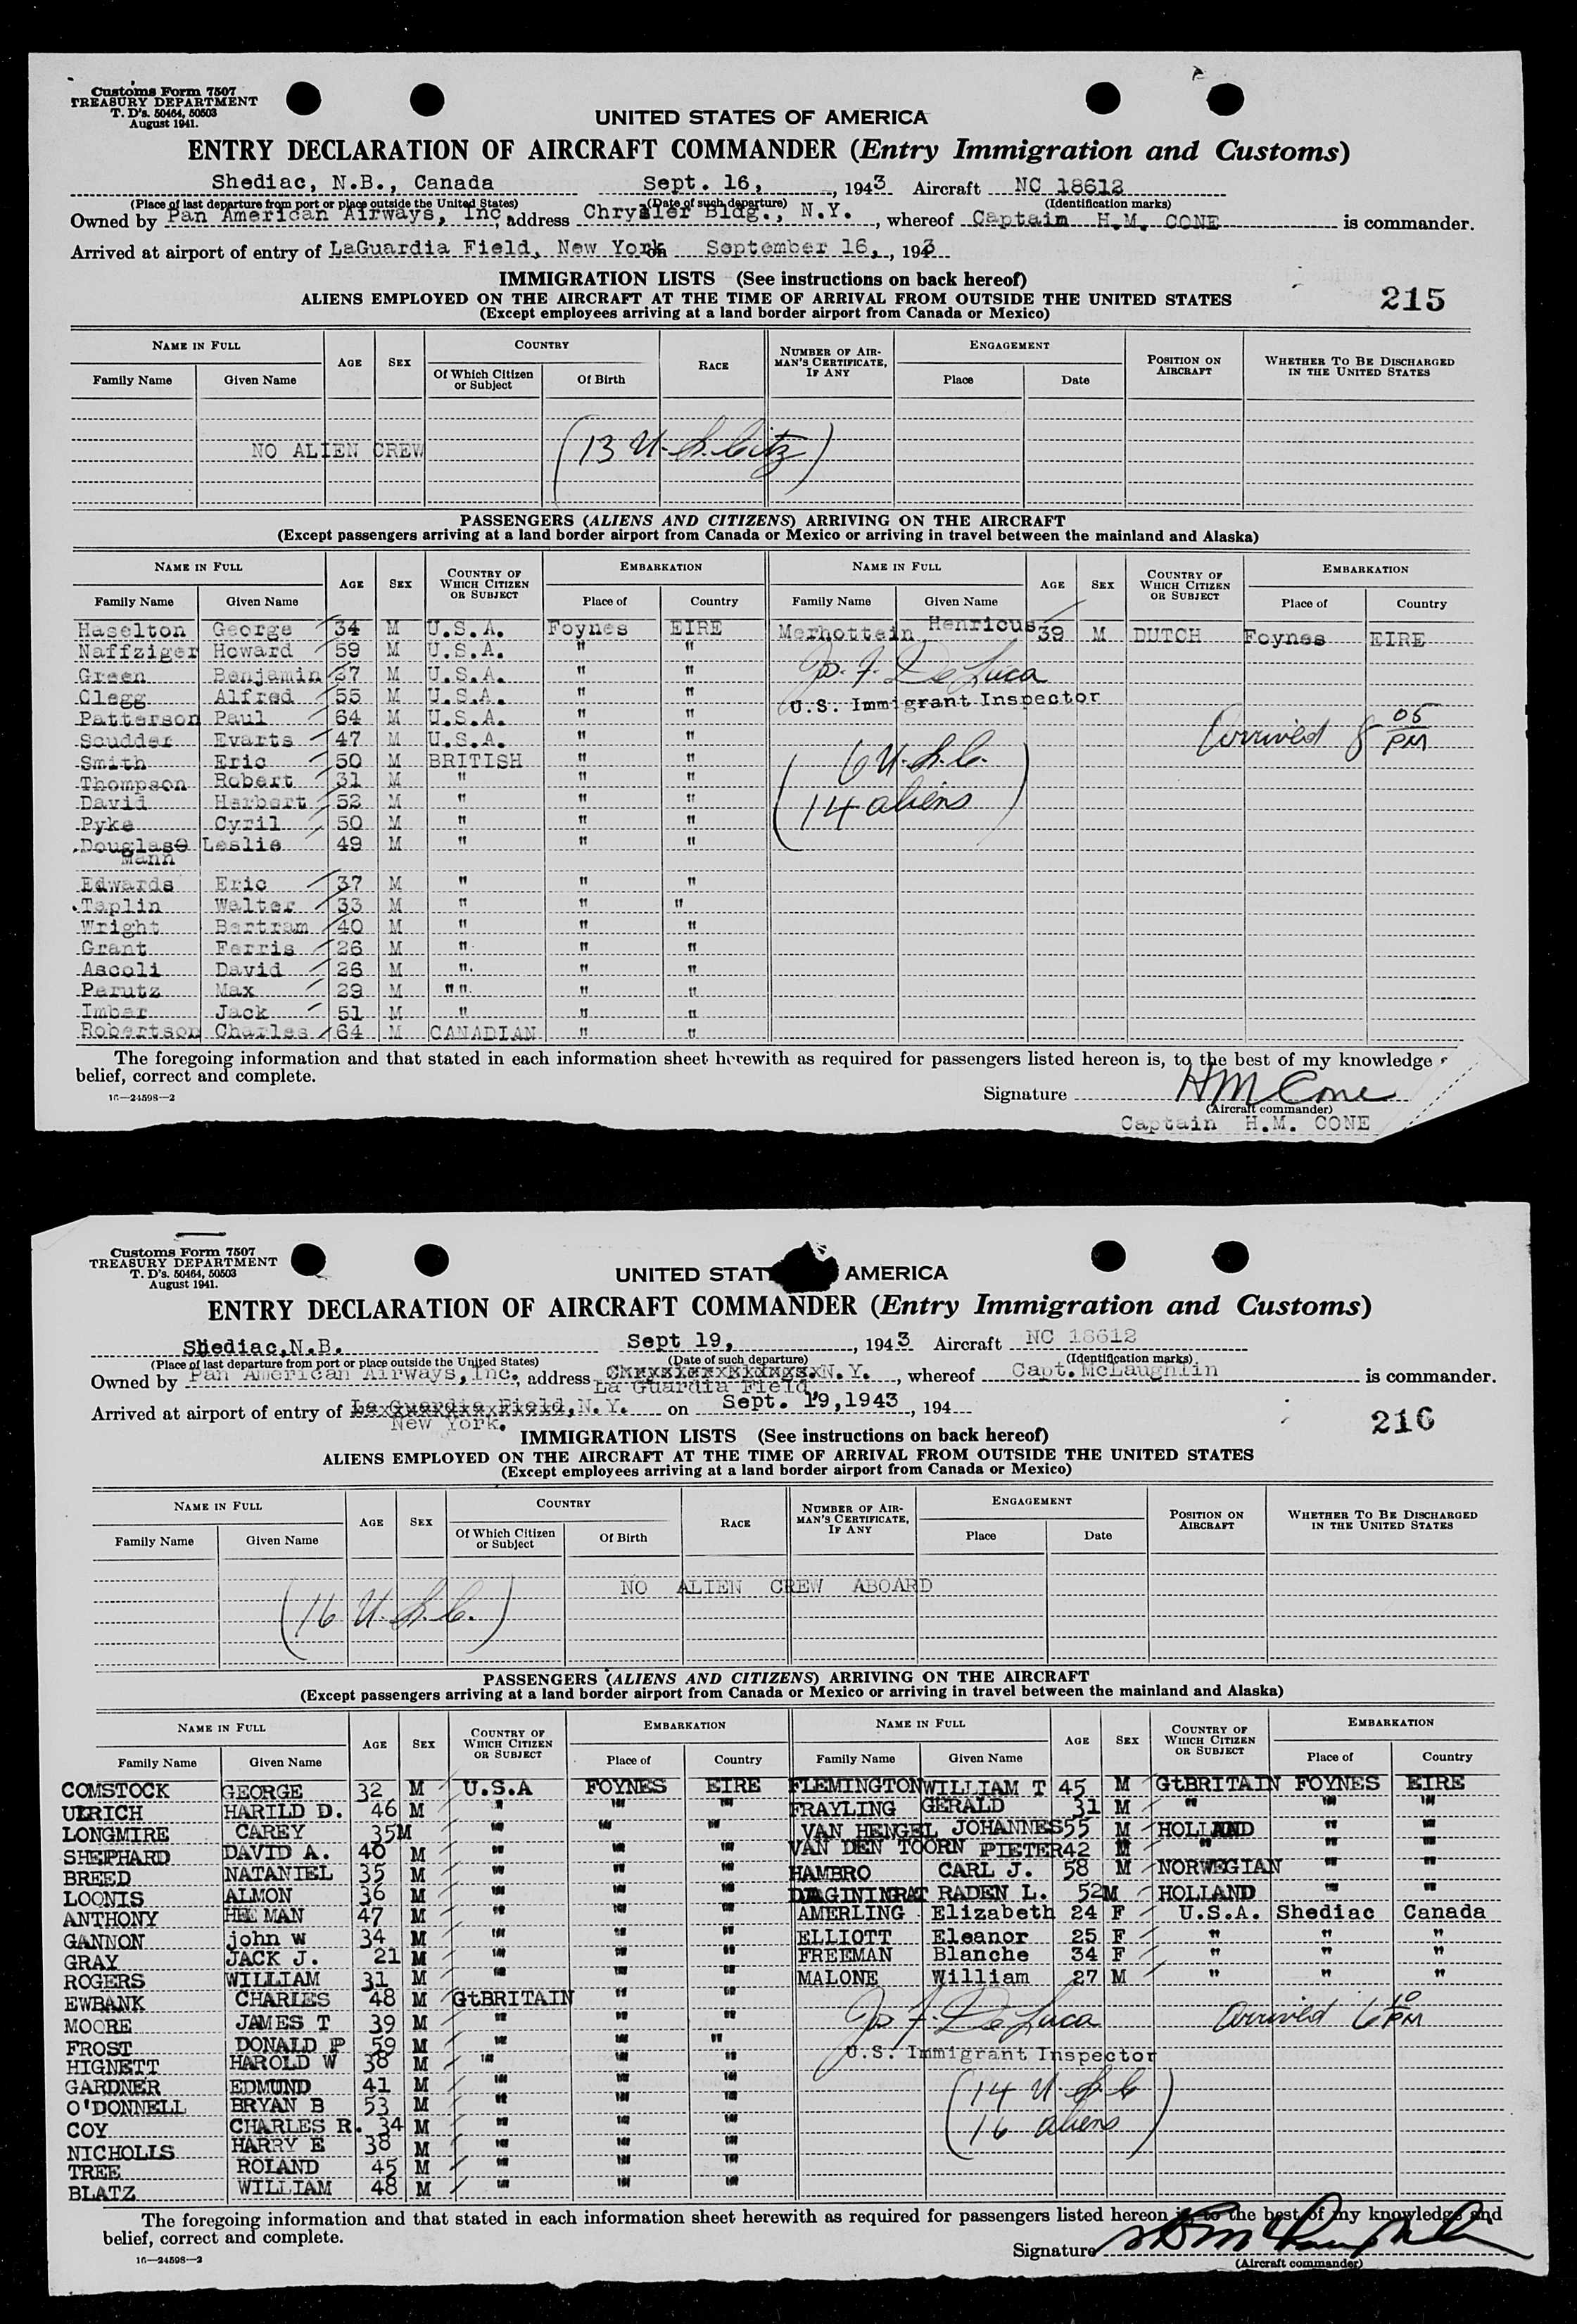 Customs Form 7507
TREASURY DEPARTMENT
T. D's. 50464, 50503
August 1941.
UNITED STATES OF AMERICA
ENTRY DECLARATION OF AIRCRAFT COMMANDER (Entry Immigration and Customs)
Shediac, N.B., Canada Sept. 16, , 1943 Aircraft NC 18612
(Place of last departure from port or place outside the United States) (Date of such departure) (Identification marks)
Owned by Pan American Airways, Inc, address Chrysler Bldg., N.Y. , whereof Captain H.M. CONE is commander.
Arrived at airport of entry of LaGuardia Field, New York on September 16, , 1943
IMMIGRATION LISTS (See instructions on back hereof)
ALIENS EMPLOYED ON THE AIRCRAFT AT THE TIME OF ARRIVAL FROM OUTSIDE THE UNITED STATES
215
(Except employees arriving at a land border airport from Canada or Mexico)
NAME IN FULL AGE SEX COUNTRY RACE NUMBER OF AIRMAN'S CERTIFICATE, IF ANY ENGAGEMENT POSITION ON AIRCRAFT WHETHER TO BE DISCHARGED IN THE UNITED STATES
Family Name Given Name Of Which Citizen or Subject Of Birth Place Date
NO ALIEN CREW (13 U.S. Citz)
PASSENGERS (ALIENS AND CITIZENS) ARRIVING ON THE AIRCRAFT
(Except passengers arriving at a land border airport from Canada or Mexico or arriving in travel between the mainland and Alaska)
NAME IN FULL AGE SEX COUNTRY OF WHICH CITIZEN OR SUBJECT EMBARKATION NAME IN FULL AGE SEX COUNTRY OF WHICH CITIZEN OR SUBJECT EMBARKATION
Family Name Given Name Place of Country Family Name Given Name Place of Country
Haselton George 34 M U.S.A. Foynes EIRE Merhottein Henricus 39 M DUTCH Foynes EIRE
Naffziger Howard 59 M U.S.A. " "
Green Benjamin 27 M U.S.A. " " Jo. F. De Luca
Clegg Alfred 55 M U.S.A. " " U.S. Immigrant Inspector
Patterson Paul 64 M U.S.A. " " Arrived 8 05 PM
Scudder Evarts 47 M U.S.A. " "
Smith Eric 50 M BRITISH " " (6 U.S.C.
Thompson Robert 31 M " " "
David Herbert 52 M " " " 14 aliens)
Pyke Cyril 50 M " " "
Douglas Leslie 49 M " " "
Mann
Edwards Eric 37 M " " "
Taplin Walter 33 M " " "
Wright Bertram 40 M " " "
Grant Ferris 26 M " " "
Ascoli David 26 M " " "
Perutz Max 29 M " " " "
Imber Jack 51 M " " "
Robertson Charles 64 M CANADIAN " "
The foregoing information and that stated in each information sheet herewith as required for passengers listed hereon is, to the best of my knowledge
belief, correct and complete.
Signature HM Cone
16—24598—2
(Aircraft commander)
Captain H.M. CONE
Customs Form 7507
TREASURY DEPARTMENT
T. D's. 50464, 50503
August 1941.
UNITED STAT AMERICA
ENTRY DECLARATION OF AIRCRAFT COMMANDER (Entry Immigration and Customs)
Shediac,N.B. Sept 19, , 1943 Aircraft NC 18612
(Place of last departure from port or place outside the United States) (Date of such departure) (Identification marks)
Owned by Pan American Airways, Inc. , address N.Y. , whereof Capt. McLaughlin is commander.
La Guardia Field,
Arrived at airport of entry of La Guardia Field, N.Y. on Sept. 19,1943 , 194
New York.
216
IMMIGRATION LISTS (See instructions on back hereof)
ALIENS EMPLOYED ON THE AIRCRAFT AT THE TIME OF ARRIVAL FROM OUTSIDE THE UNITED STATES
(Except employees arriving at a land border airport from Canada or Mexico)
NAME IN FULL AGE SEX COUNTRY RACE NUMBER OF AIRMAN'S CERTIFICATE, IF ANY ENGAGEMENT POSITION ON AIRCRAFT WHETHER TO BE DISCHARGED IN THE UNITED STATES
Family Name Given Name Of Which Citizen or Subject Of Birth Place Date
NO ALIEN CREW ABOARD
(16 U.S.C.)
PASSENGERS (ALIENS AND CITIZENS) ARRIVING ON THE AIRCRAFT
(Except passengers arriving at a land border airport from Canada or Mexico or arriving in travel between the mainland and Alaska)
NAME IN FULL AGE SEX COUNTRY OF WHICH CITIZEN OR SUBJECT EMBARKATION NAME IN FULL AGE SEX COUNTRY OF WHICH CITIZEN OR SUBJECT EMBARKATION
Family Name Given Name Place of Country Family Name Given Name Place of Country
COMSTOCK GEORGE 32 M U.S.A FOYNES EIRE FLEMINGTON WILLIAM T 45 M GtBRITAIN FOYNES EIRE
ULRICH HARILD D. 46 M " " " FRAYLING GERALD 31 M " " "
LONGMIRE CAREY 35 M " " " VAN HENGEL JOHANNES 55 M HOLLAND " "
SHEPHARD DAVID A. 40 M " " " VAN DEN TOORN PIETER 42 M " " "
BREED NATANIEL 35 M " " " HAMBRO CARL J. 58 M NORWEGIAN " "
LOONIS ALMON 36 M " " " RADEN L. 52 M HOLLAND " "
ANTHONY MAN 47 M " " " AMERLING Elizabeth 24 F U.S.A. Shediac Canada
GANNON john w 34 M " " " ELLIOTT Eleanor 25 F " " "
GRAY JACK J. 21 M " " " FREEMAN Blanche 34 F " " "
ROGERS WILLIAM 31 M " " " MALONE William 27 M " " "
EWBANK CHARLES 48 M GtBRITAIN " "
MOORE JAMES T 39 M " " " Jo F. De Luca Arrived 6 10 PM
FROST DONALD P 59 M " " "
HIGNETT HAROLD W 38 M " " " U.S. Immigrant Inspector
GARDNER EDMUND 41 M " " " (14 U.S.C
O'DONNELL BRYAN B 53 M " " "
COY CHARLES R. 34 M " " " 16 aliens)
NICHOLLS HARRY E 38 M " " "
TREE ROLAND 45 M " " "
BLATZ WILLIAM 48 M " " "
The foregoing information and that stated in each information sheet herewith as required for passengers listed hereon is, to the best of my knowledge and
belief, correct and complete.
Signature
16—24598—2
(Aircraft commander)